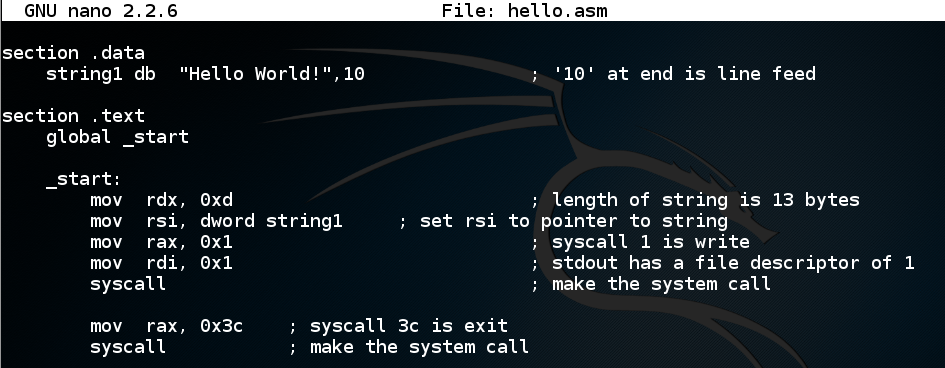 GNU nano 2.2.6 File: hello.asm
section .data
string1 db "Hello World!",10 ; '10' at end is line feed
section .text
global _start
_start:
mov rdx, 0xd ; length of string is 13 bytes
mov rsi, dword string1 ; set rsi to pointer to string
mov rax, 0x1 ; syscall 1 is write
mov rdi, 0x1 ; stdout has a file descriptor of 1
syscall ; make the system call
mov rax, 0x3c ; syscall 3c is exit
syscall ; make the system call